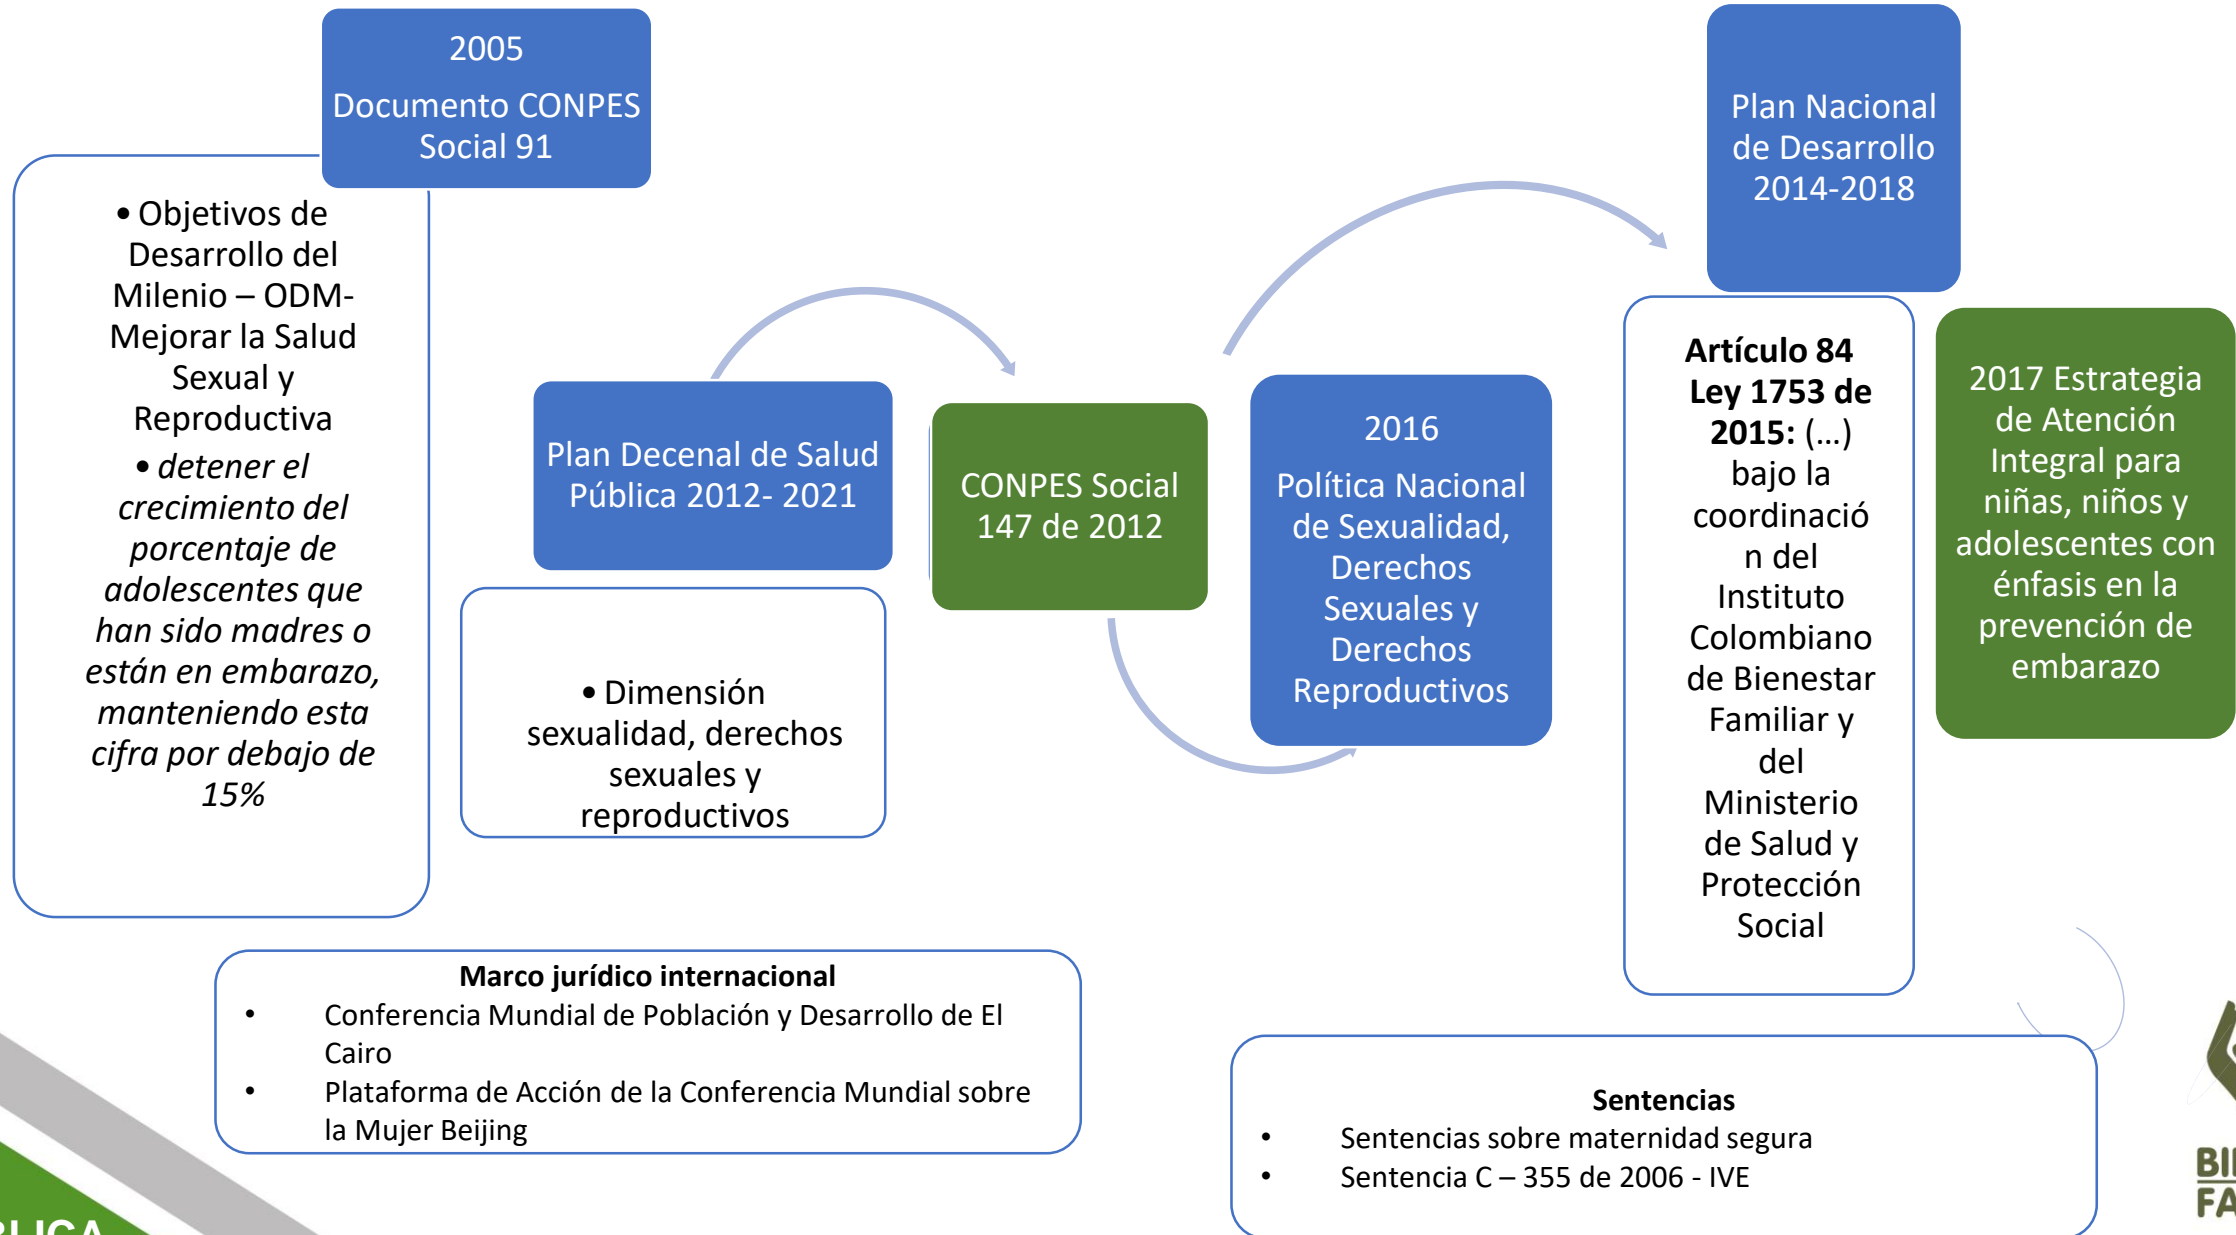 2005
Documento CONPES
Social 91
• Objetivos de
Desarrollo del
Milenio – ODM-
Mejorar la Salud
Sexual y
Reproductiva
• detener el
crecimiento del
porcentaje de
adolescentes que
han sido madres o
están en embarazo,
manteniendo esta
cifra por debajo de
15%
Plan Decenal de Salud
Pública 2012- 2021
• Dimensión
sexualidad, derechos
sexuales y
reproductivos
CONPES Social
147 de 2012
2016
Política Nacional
de Sexualidad,
Derechos
Sexuales y
Derechos
Reproductivos
Plan Nacional
de Desarrollo
2014-2018
Artículo 84
Ley 1753 de
2015: (…)
bajo la
coordinació
n del
Instituto
Colombiano
de Bienestar
Familiar y
del
Ministerio
de Salud y
Protección
Social
2017 Estrategia
de Atención
Integral para
niñas, niños y
adolescentes con
énfasis en la
prevención de
embarazo
Marco jurídico internacional
• Conferencia Mundial de Población y Desarrollo de El
Cairo
• Plataforma de Acción de la Conferencia Mundial sobre
la Mujer Beijing
Sentencias
• Sentencias sobre maternidad segura
• Sentencia C – 355 de 2006 - IVE